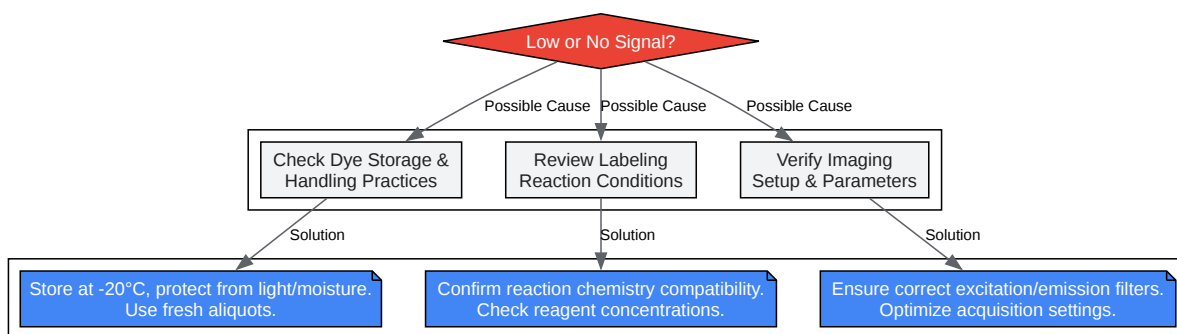 Low or No Signal?
Possible Cause
Possible Cause
Possible Cause
Check Dye Storage &
Handling Practices
Review Labeling
Reaction Conditions
Verify Imaging
Setup & Parameters
Solution
Solution
Solution
Store at -20°C, protect from light/moisture.
Use fresh aliquots.
Confirm reaction chemistry compatibility.
Check reagent concentrations.
Ensure correct excitation/emission filters.
Optimize acquisition settings.